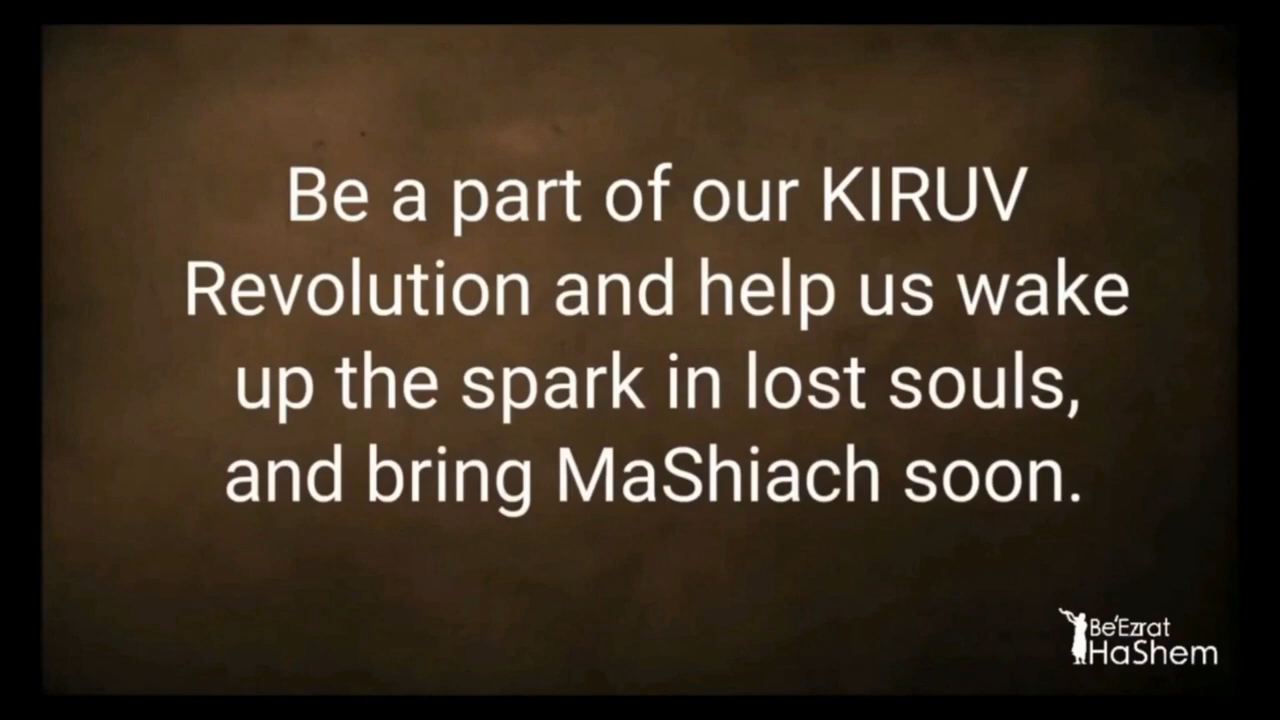 Be a part of our KIRUV
Revolution and help us wake
up the spark in lost souls,
and bring MaShiach soon.
Be'Ezrat
HaShem